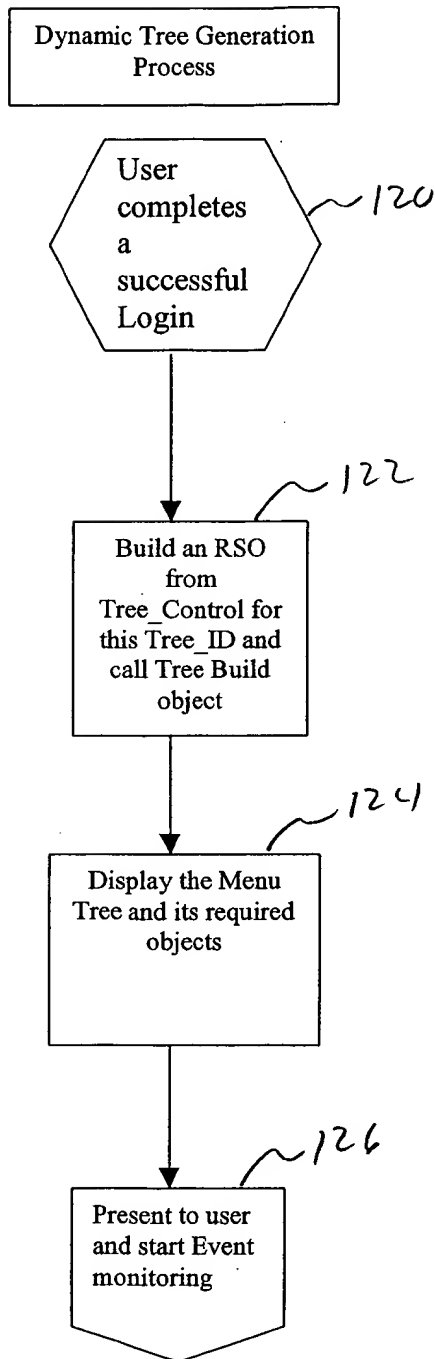 Dynamic Tree Generation
Process
User
completes
a
successful
Login
120
122
Build an RSO
from
Tree_Control for
this Tree_ID and
call Tree Build
object
124
Display the Menu
Tree and its required
objects
126
Present to user
and start Event
monitoring